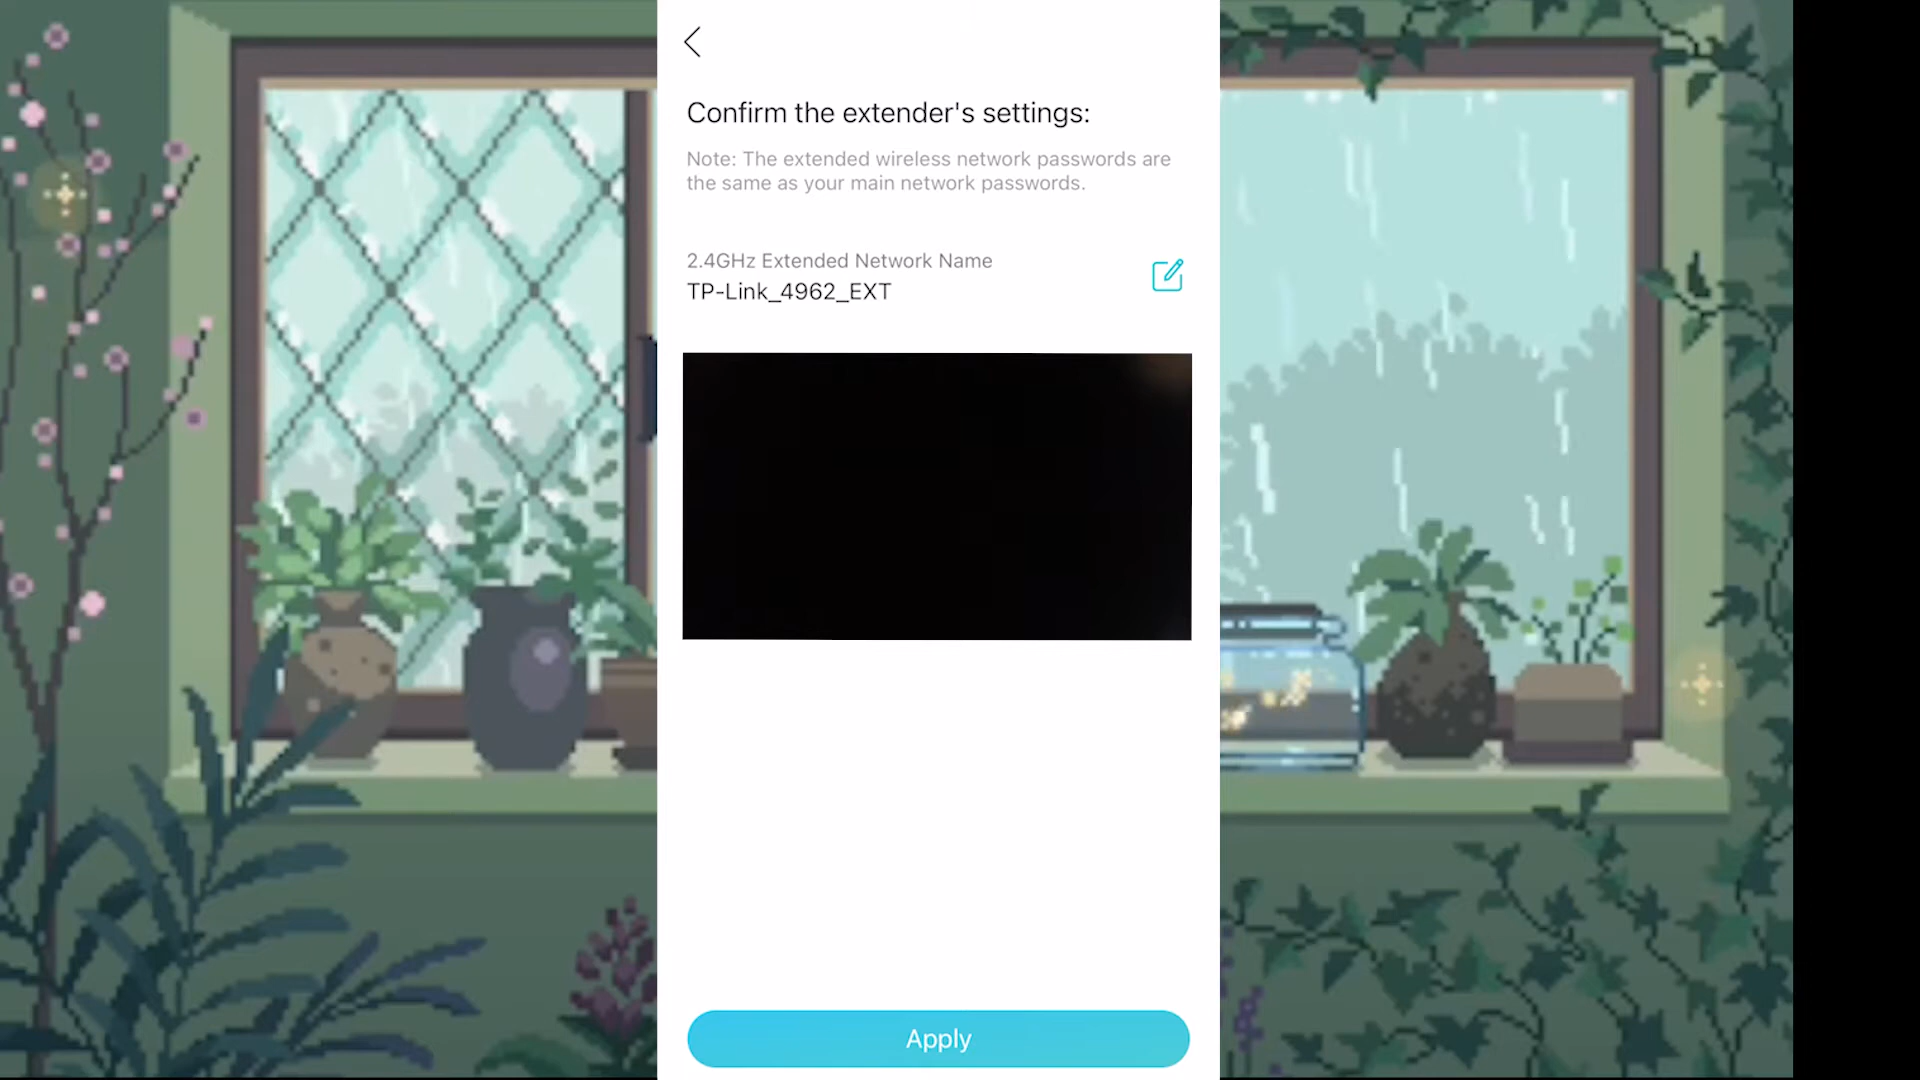 Confirm the extender's settings:
Note: The extended wireless network passwords are
the same as your main network passwords.
2.4GHz Extended Network Name
TP-Link_4962_EXT
Apply